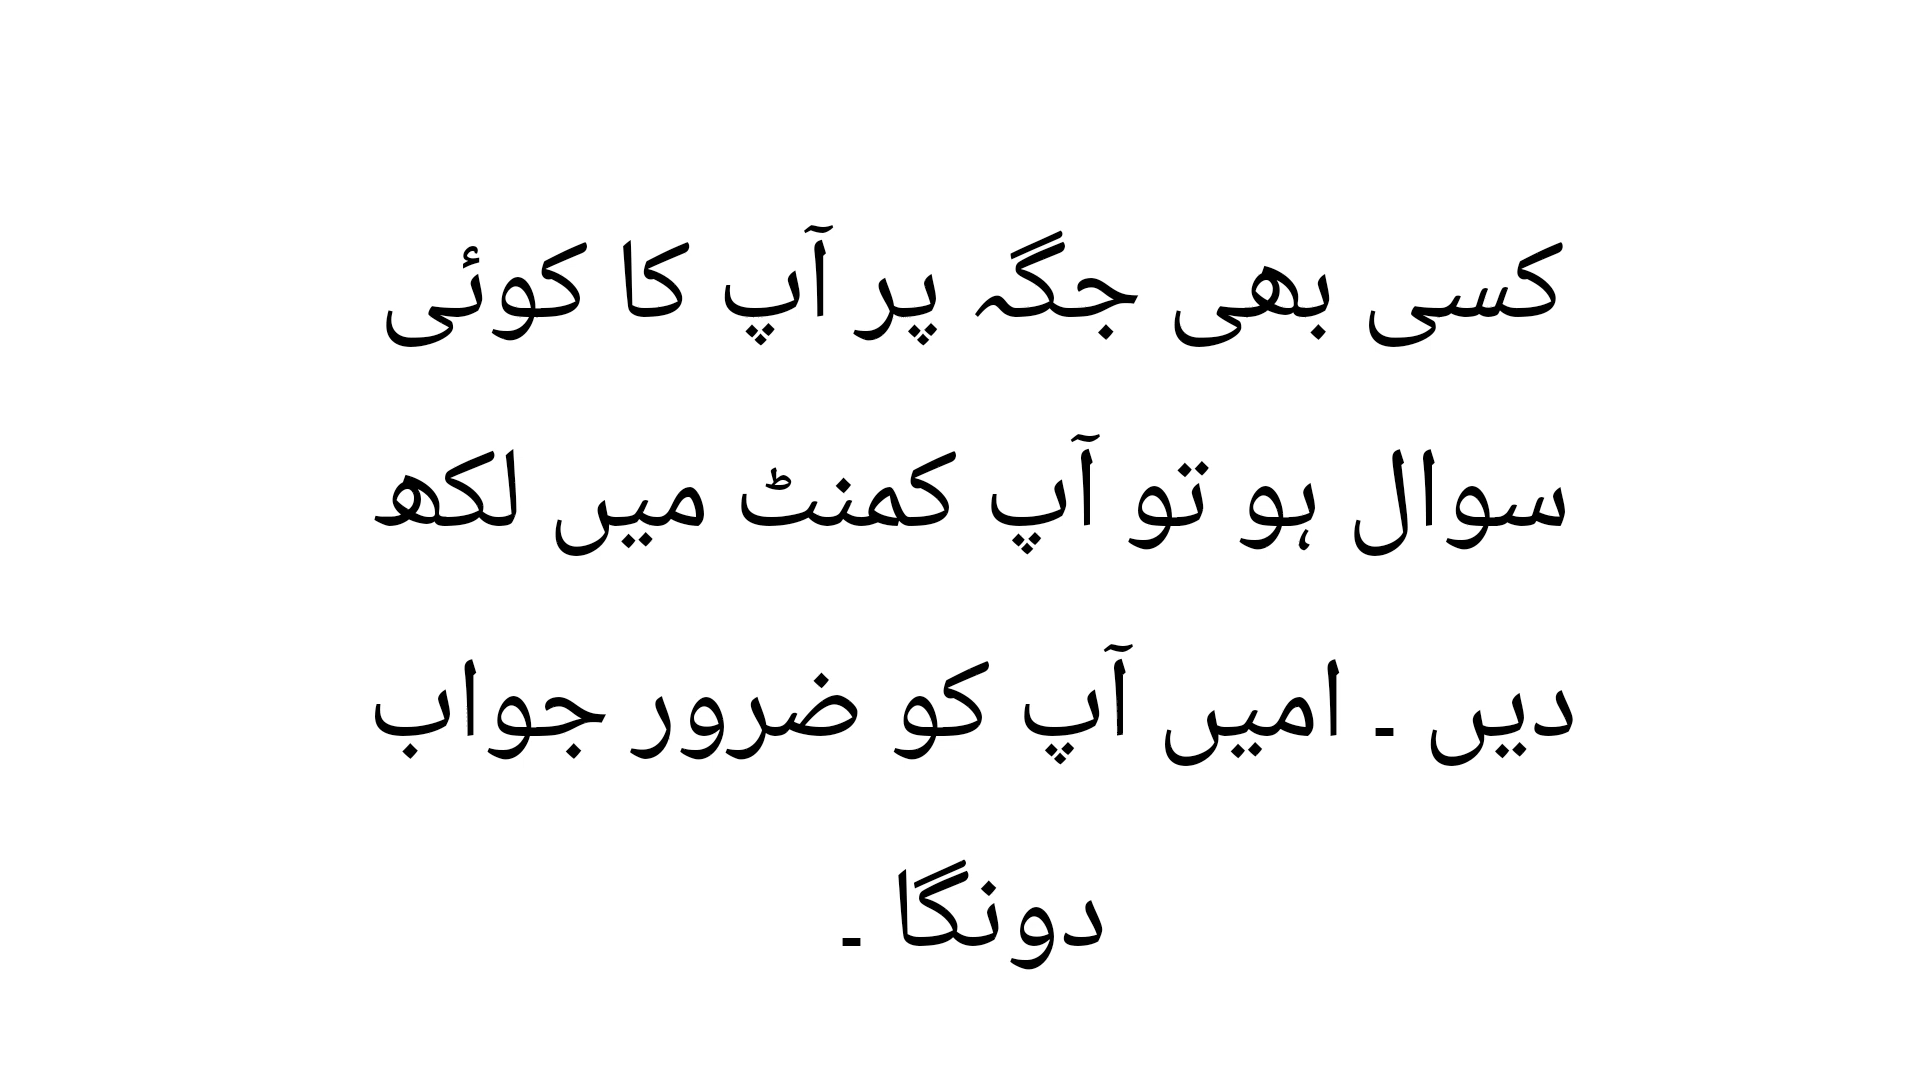 کسی بھی جگہ پر آپ کا کوئی
سوال ہو تو آپ کمنٹ میں لکھ
دیں ۔ امیں آپ کو ضرور جواب
دونگا ۔